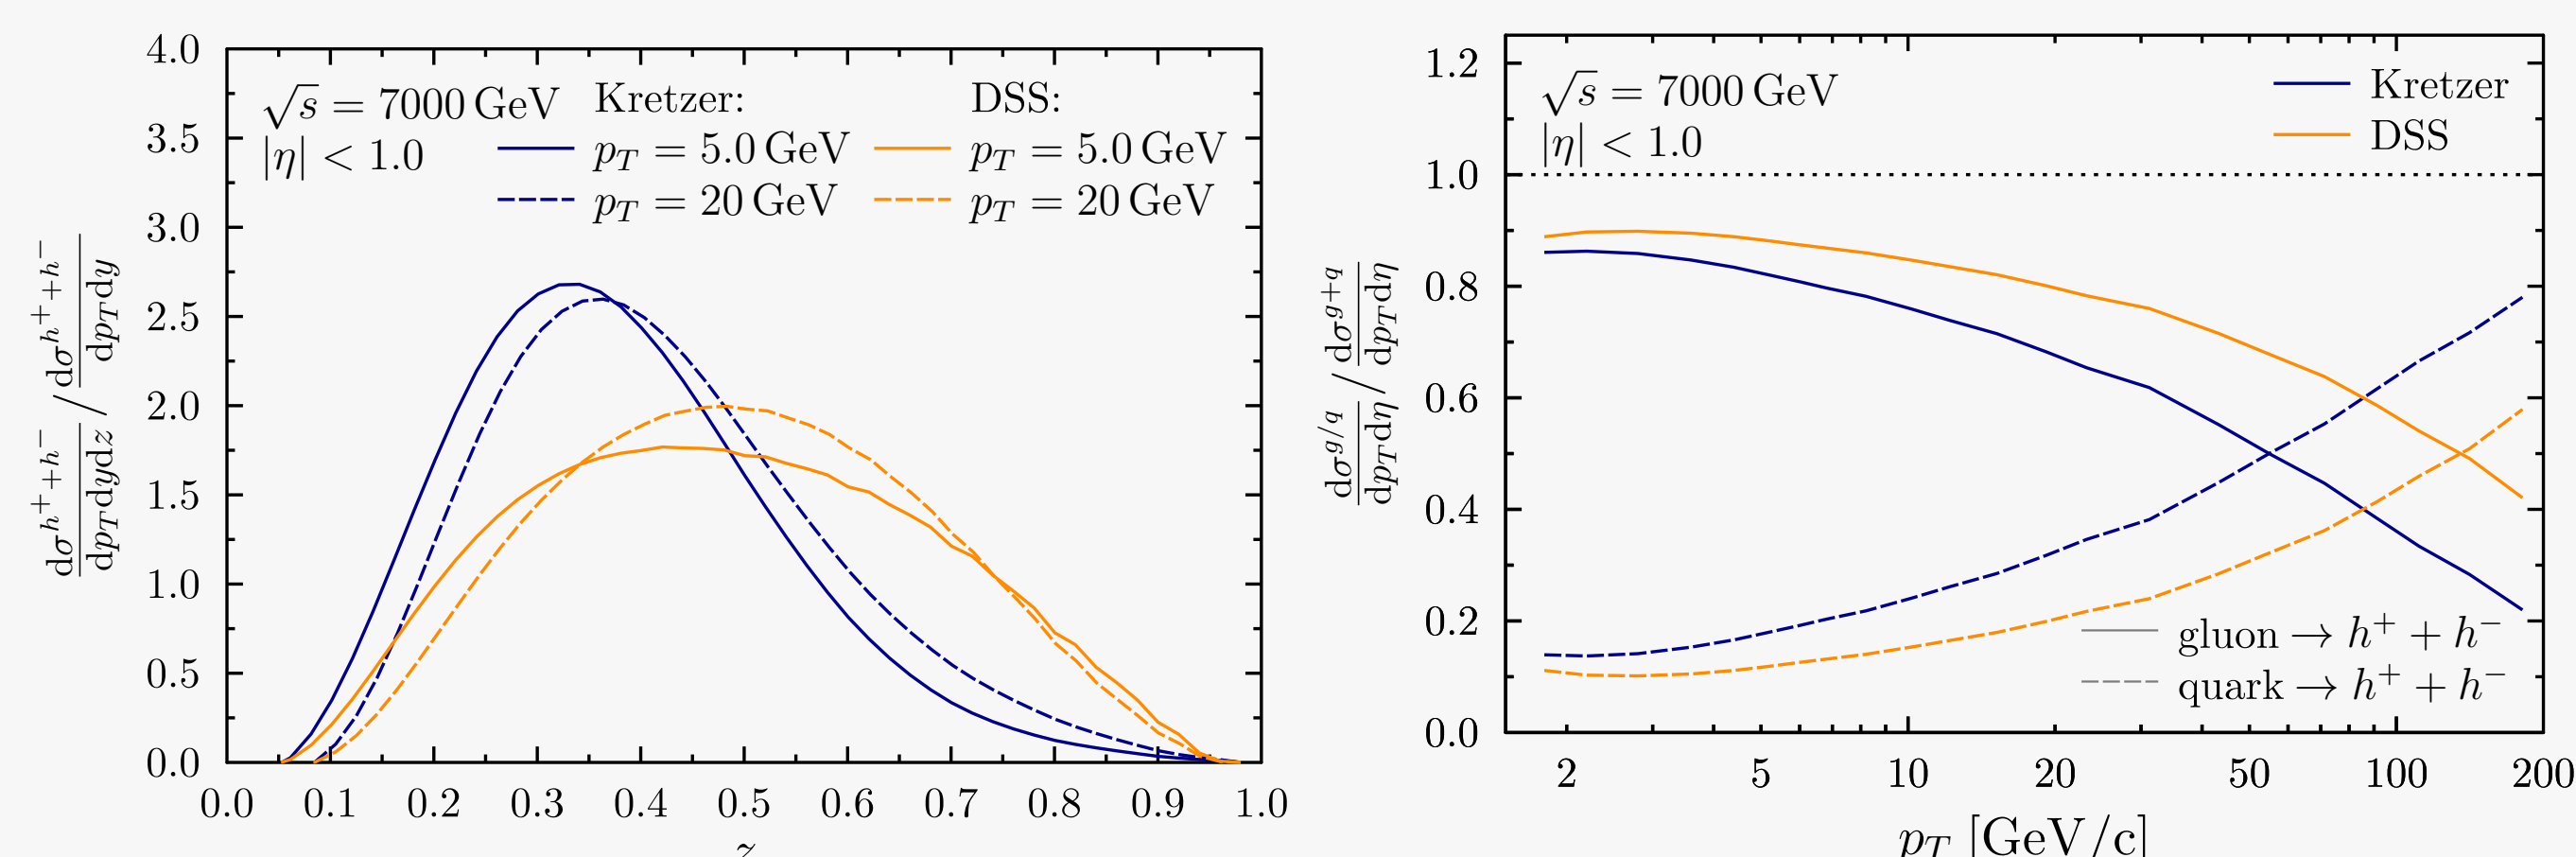 4.0
3.5
3.0
2.5
2.0
1.5
1.0
0.5
0.0
0.0 0.1 0.2 0.3 0.4 0.5 0.6 0.7 0.8 0.9 1.0
z
dσ^{h⁺+h⁻}/dp_T dydz / dσ^{h⁺+h⁻}/dp_T dy
√s = 7000 GeV
|η| < 1.0
Kretzer:
p_T = 5.0 GeV
p_T = 20 GeV
DSS:
p_T = 5.0 GeV
p_T = 20 GeV
1.2
1.0
0.8
0.6
0.4
0.2
0.0
2 5 10 20 50 100 200
p_T [GeV/c]
dσ^{g/q}/dp_T dη / dσ^{g+q}/dp_T dη
√s = 7000 GeV
|η| < 1.0
Kretzer
DSS
gluon → h⁺ + h⁻
quark → h⁺ + h⁻